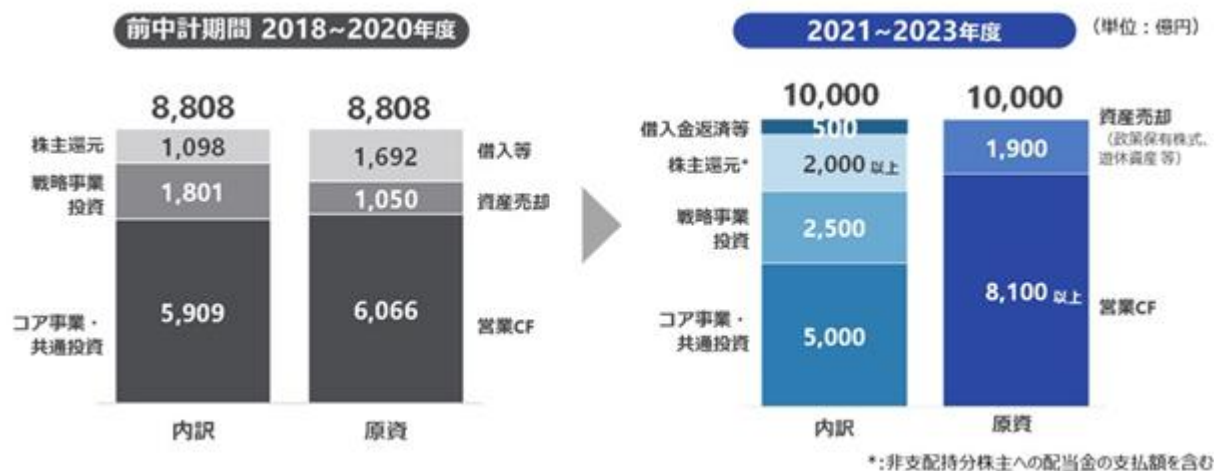 前中計期間 2018~2020年度
8,808
8,808
株主還元
1,098
1,692
借入等
戦略事業
投資
1,801
1,050
資産売却
コア事業・
共通投資
5,909
6,066
営業CF
内訳
原資
2021~2023年度
(単位:億円)
10,000
10,000
借入金返済等
500
株主還元*
2,000 以上
戦略事業
投資
2,500
コア事業・
共通投資
5,000
1,900
資産売却
(政策保有株式、
遊休資産 等)
8,100 以上
営業CF
内訳
原資
*:非支配持分株主への配当金の支払額を含む